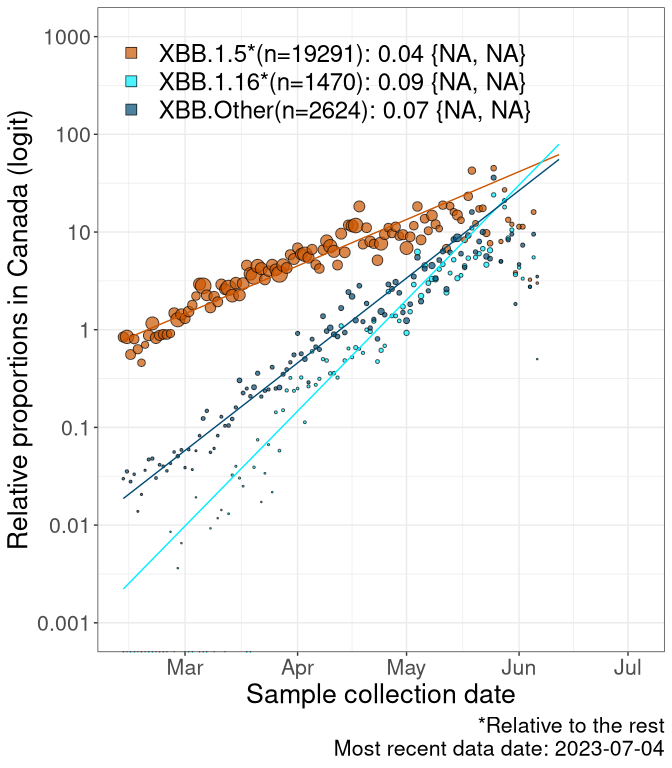 XBB.1.5*(n=19291): 0.04 {NA, NA}
XBB.1.16*(n=1470): 0.09 {NA, NA}
XBB.Other(n=2624): 0.07 {NA, NA}
Relative proportions in Canada (logit)
1000
100
10
1
0.1
0.01
0.001
Mar Apr May Jun Jul
Sample collection date
*Relative to the rest
Most recent data date: 2023-07-04